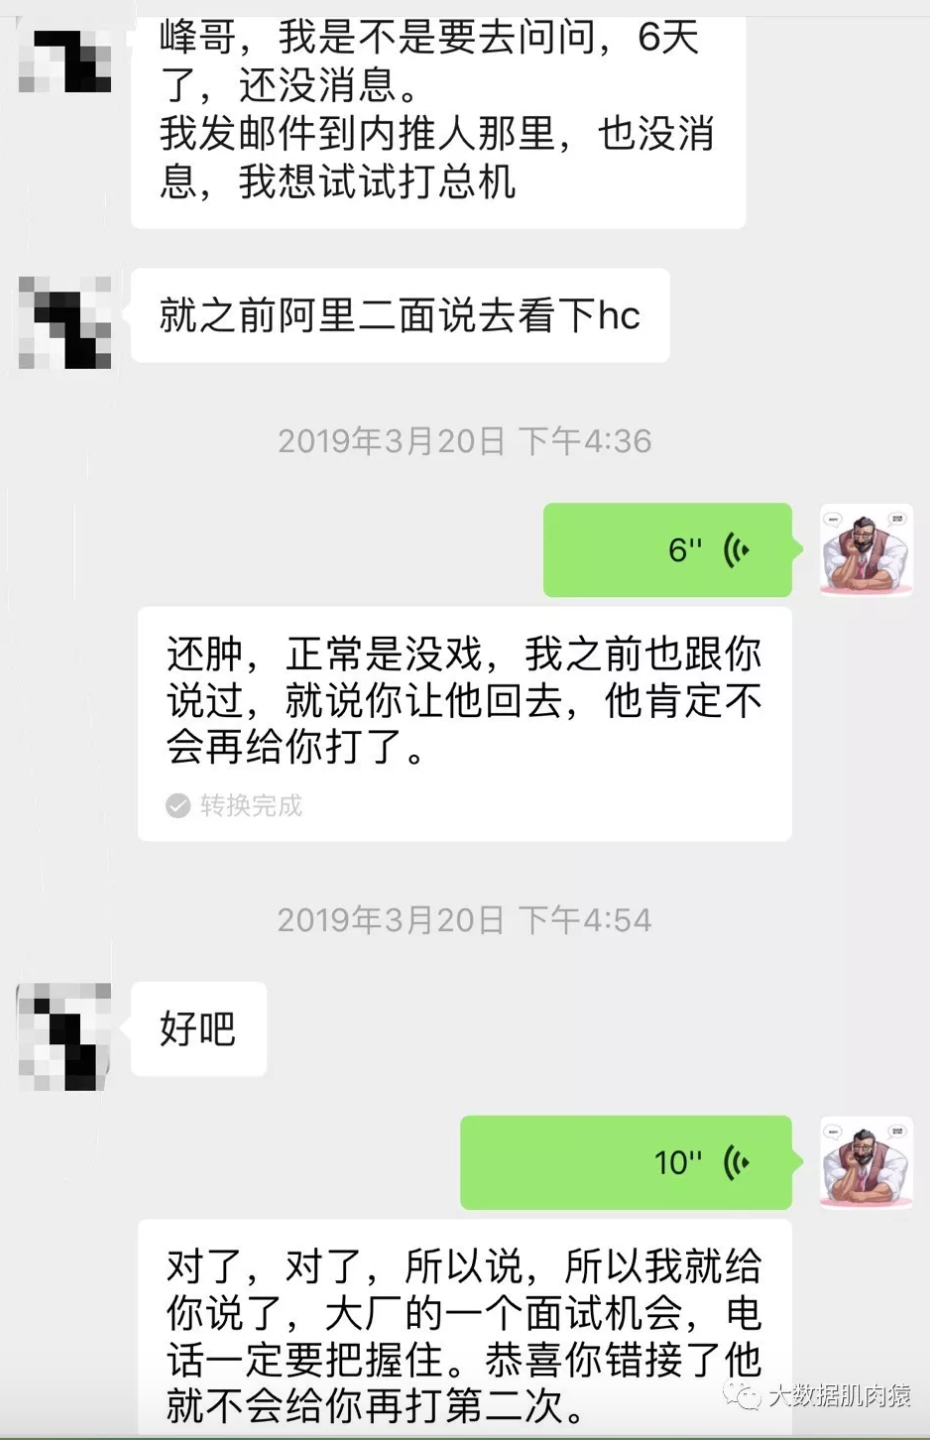 峰哥，我是不是要去问问，6天
了，还没消息。
我发邮件到内推人那里，也没消
息，我想试试打总机
就之前阿里二面说去看下hc
2019年3月20日 下午4:36
6''
还肿，正常是没戏，我之前也跟你
说过，就说你让他回去，他肯定不
会再给你打了。
转换完成
2019年3月20日 下午4:54
好吧
10''
对了，对了，所以说，所以我就给
你说了，大厂的一个面试机会，电
话一定要把握住。恭喜你错接了他
就不会给你再打第二次。
大数据肌肉猿